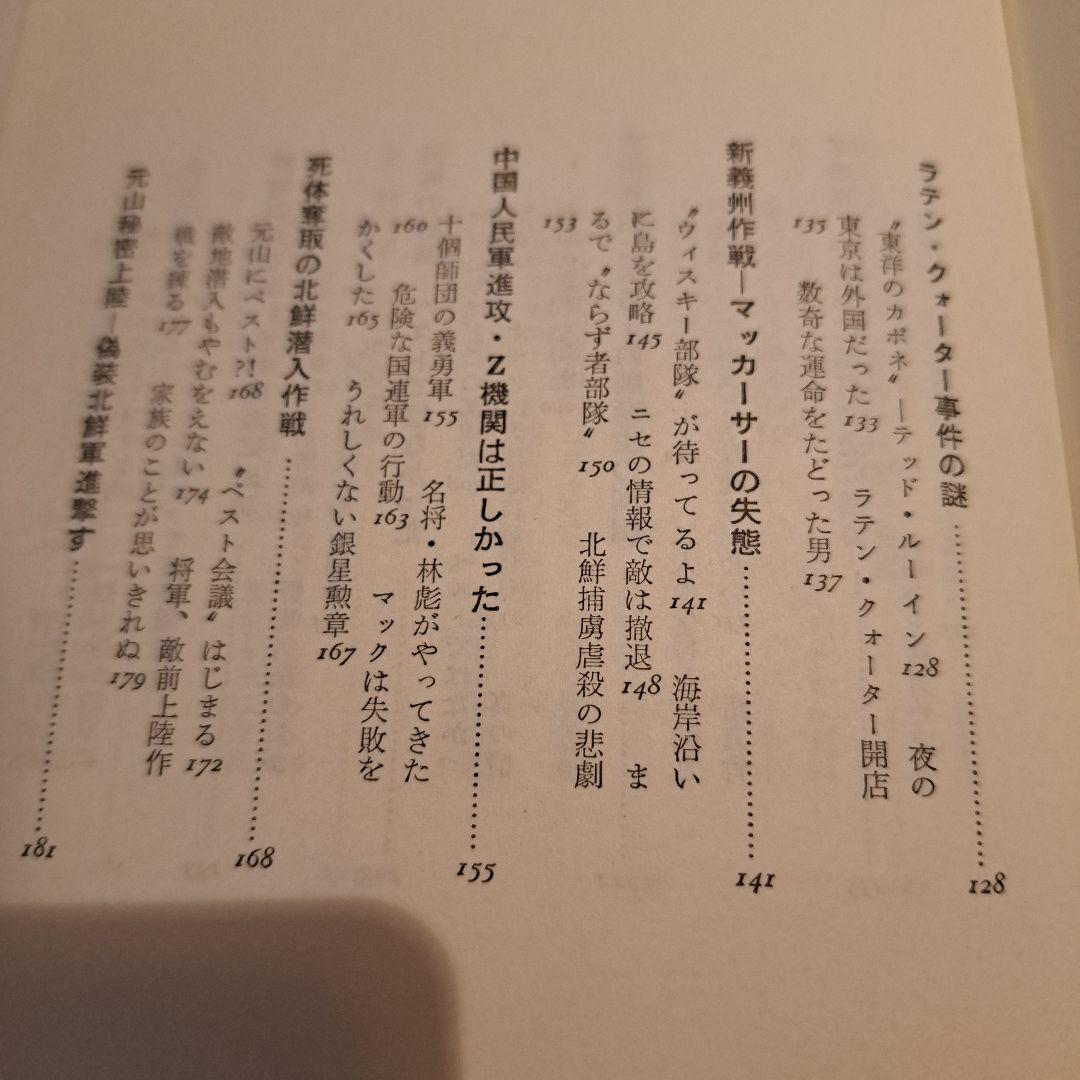 ラテン・クォーター事件の謎……128
〝東洋のカポネ〟―テッド・ルーイン 128 夜の
東京は外国だった 133 ラテン・クォーター開店
135 数奇な運命をたどった男 137
新義州作戦―マッカーサーの失態……141
〝ウィスキー部隊〟が待ってるよ 141 海岸沿い
に島を攻略 145 ニセの情報で敵は撤退 148 ま
るで〝ならず者部隊〟 150 北鮮捕虜虐殺の悲劇
153
中国人民軍進攻・Z機関は正しかった……155
十個師団の義勇軍 155 名将・林彪がやってきた
160 危険な国連軍の行動 163 マックは失敗を
かくした 165 うれしくない銀星勲章 167
死体奪取の北鮮潜入作戦……168
元山にペスト?! 168 〝ペスト会議〟はじまる 172
敵地潜入もやむをえない 174 将軍、敵前上陸作
戦を練る 177 家族のことが思いきれぬ 179
元山秘密上陸―偽装北鮮軍進撃す……181